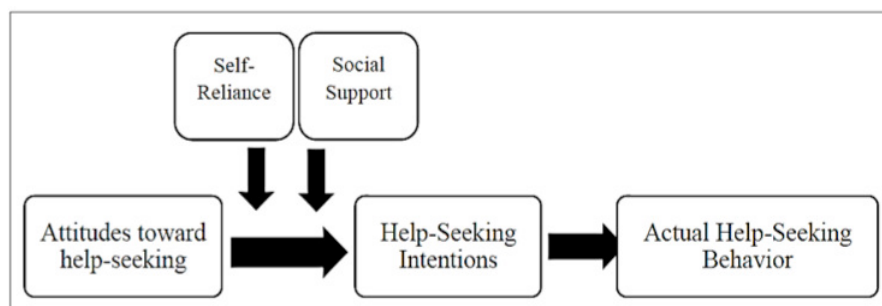 Self-
Reliance
Social
Support
Attitudes toward
help-seeking
Help-Seeking
Intentions
Actual Help-Seeking
Behavior